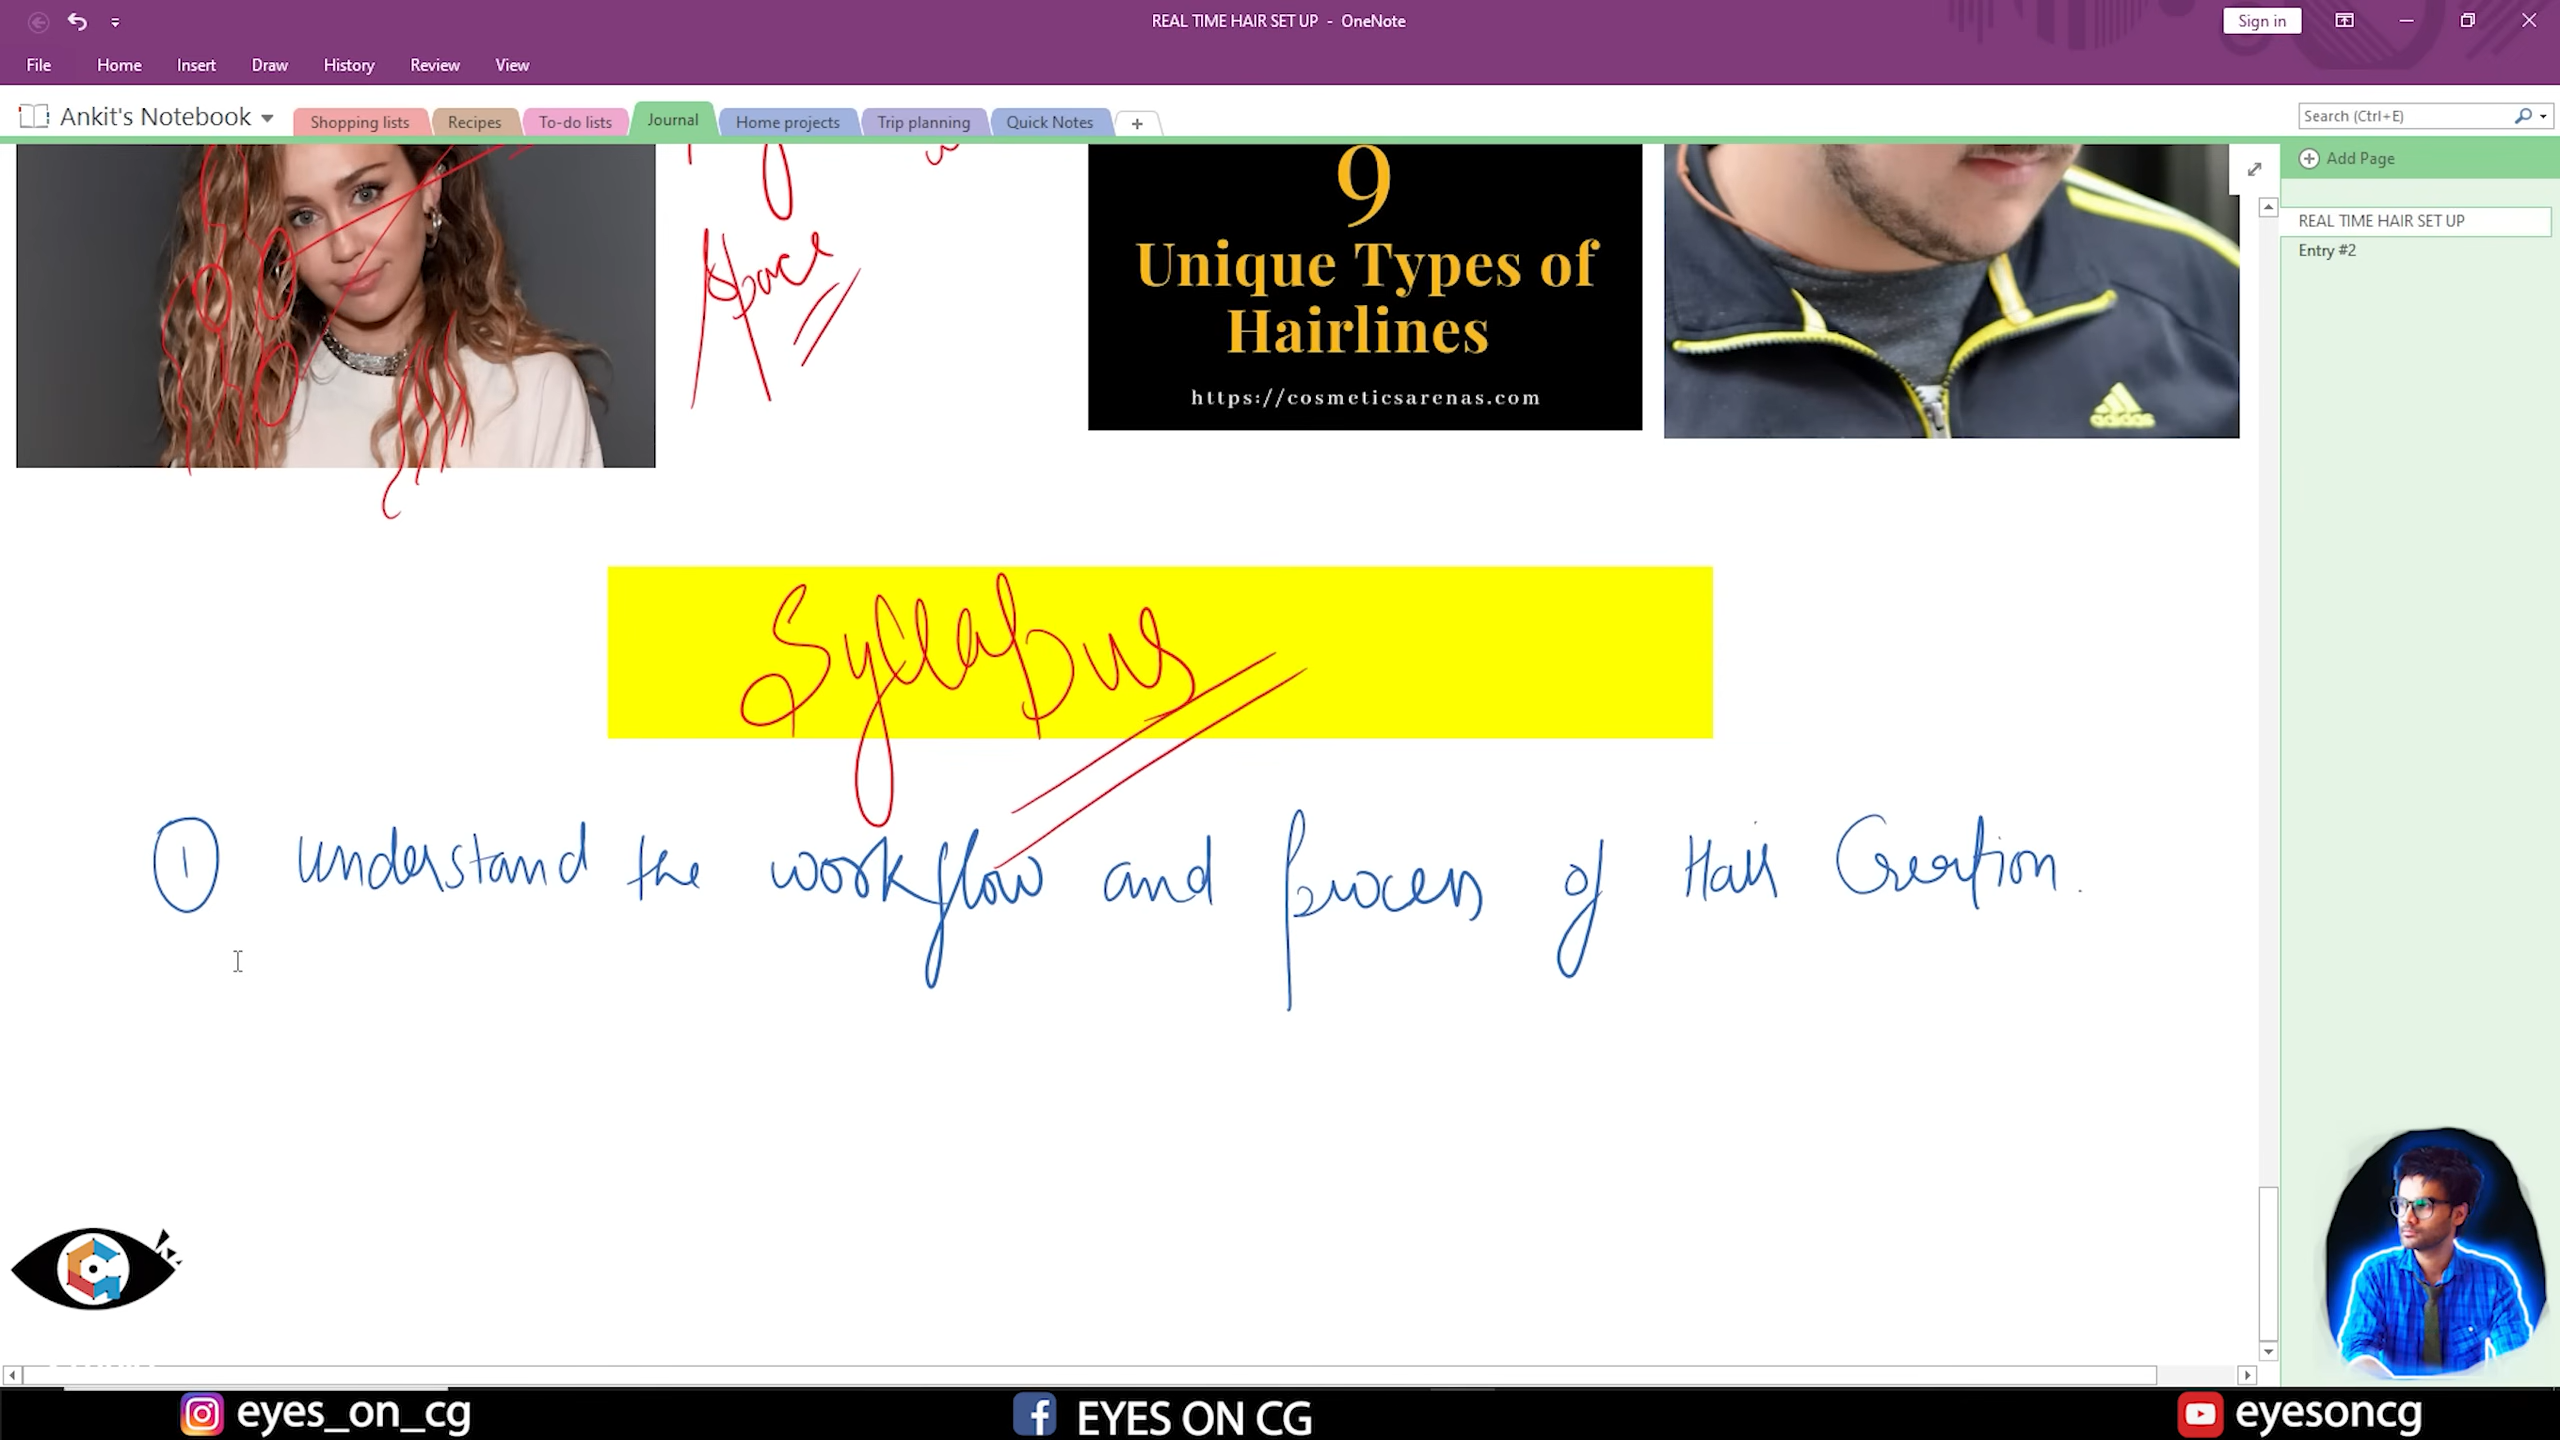 REAL TIME HAIR SET UP - OneNote
Sign in
File Home Insert Draw History Review View
Ankit's Notebook
Shopping lists Recipes To-do lists Journal Home projects Trip planning Quick Notes
Search (Ctrl+E)
Add Page
REAL TIME HAIR SET UP
Entry #2
Space
9
Unique Types of
Hairlines
https://cosmeticsarenas.com
adidas
Syllabus
1 understand the workflow and process of Hair Creation.
eyes_on_cg
EYES ON CG
eyesoncg